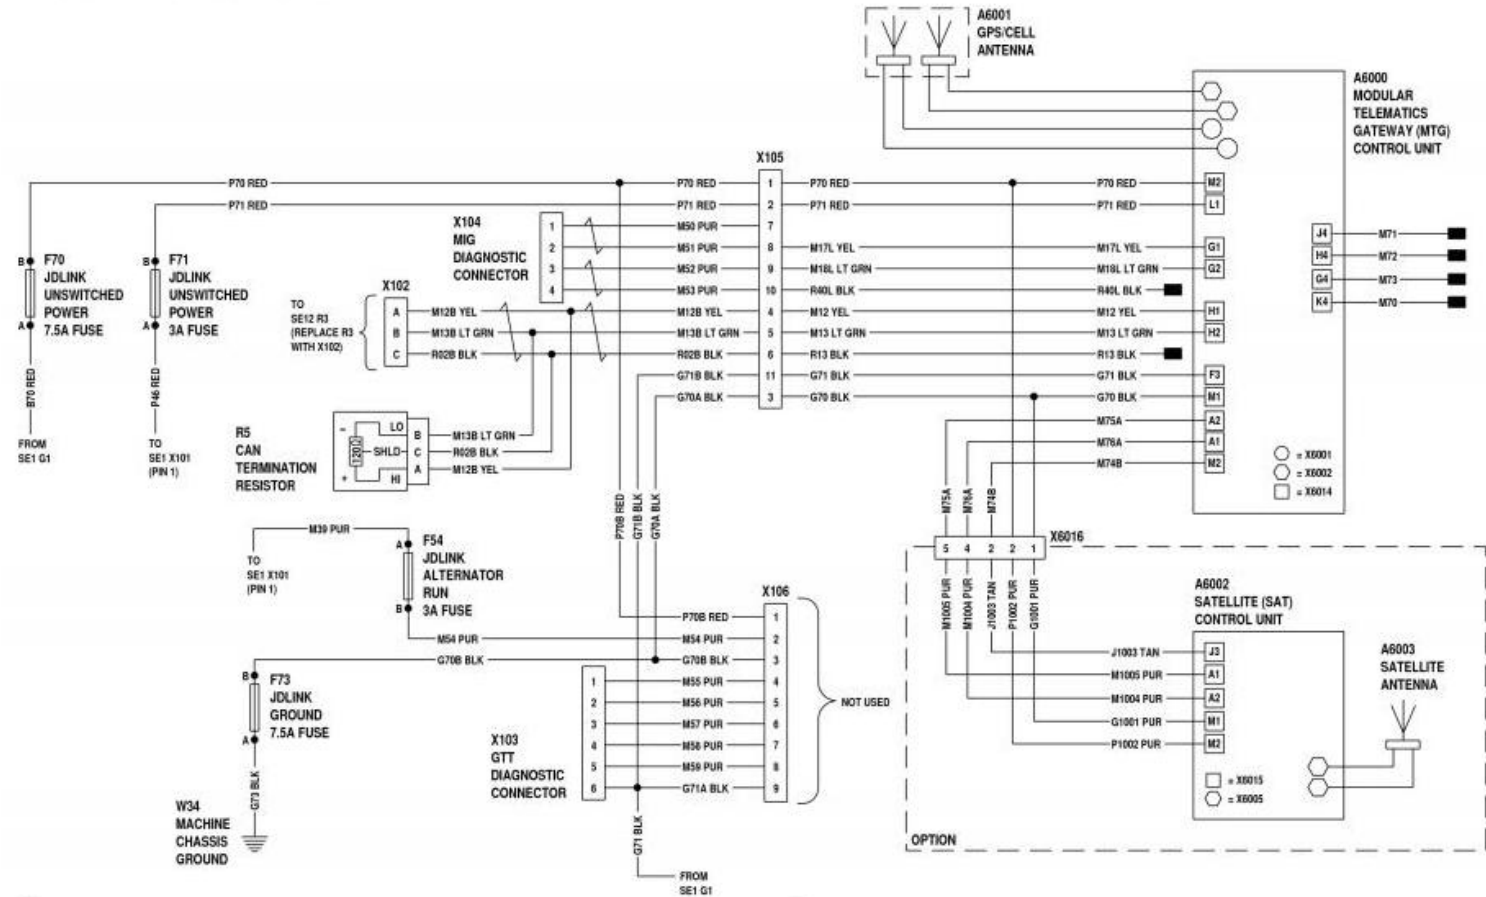 A6001
GPS/CELL
ANTENNA
A6000
MODULAR
TELEMATICS
GATEWAY (MTG)
CONTROL UNIT
X105
P70 RED
P70 RED
1
P70 RED
P70 RED
M2
P71 RED
P71 RED
2
P71 RED
P71 RED
L1
X104
MIG
DIAGNOSTIC
CONNECTOR
1
M50 PUR
7
2
M51 PUR
8
M17L YEL
M17L YEL
G1
3
M52 PUR
9
M18L LT GRN
M18L LT GRN
G2
4
M53 PUR
10
R40L BLK
R40L BLK
J4
M71
H4
M72
G4
M73
K4
M70
B
F70
JDLINK
UNSWITCHED
POWER
7.5A FUSE
A
B70 RED
FROM
SE1 G1
B
F71
JDLINK
UNSWITCHED
POWER
3A FUSE
A
P46 RED
TO
SE1 X101
(PIN 1)
TO
SE12 R3
(REPLACE R3
WITH X102)
X102
A
M12B YEL
M12B YEL
4
M12 YEL
M12 YEL
H1
B
M13B LT GRN
M13B LT GRN
5
M13 LT GRN
M13 LT GRN
H2
C
R02B BLK
R02B BLK
6
R13 BLK
R13 BLK
G71B BLK
11
G71 BLK
G71 BLK
F3
G70A BLK
3
G70 BLK
G70 BLK
M1
M75A
A2
M76A
A1
M74B
M2
= X6001
= X6002
= X6014
R5
CAN
TERMINATION
RESISTOR
-
120Ω
+
LO
SHLD
HI
B
M13B LT GRN
C
R02B BLK
A
M12B YEL
P70B RED
G71B BLK
G70A BLK
M75A
M76A
M74B
M39 PUR
TO
SE1 X101
(PIN 1)
A
F54
JDLINK
ALTERNATOR
RUN
3A FUSE
B
X6016
5
4
2
2
1
M1005 PUR
M1004 PUR
J1003 TAN
P1002 PUR
G1001 PUR
A6002
SATELLITE (SAT)
CONTROL UNIT
X106
P70B RED
1
M54 PUR
M54 PUR
2
G70B BLK
G70B BLK
3
B
F73
JDLINK
GROUND
7.5A FUSE
A
G73 BLK
W34
MACHINE
CHASSIS
GROUND
X103
GTT
DIAGNOSTIC
CONNECTOR
1
M55 PUR
4
2
M56 PUR
5
3
M57 PUR
6
4
M58 PUR
7
5
M59 PUR
8
6
G71A BLK
9
NOT USED
G71 BLK
FROM
SE1 G1
J1003 TAN
J3
M1005 PUR
A1
M1004 PUR
A2
G1001 PUR
M1
P1002 PUR
M2
= X6015
= X6005
A6003
SATELLITE
ANTENNA
OPTION